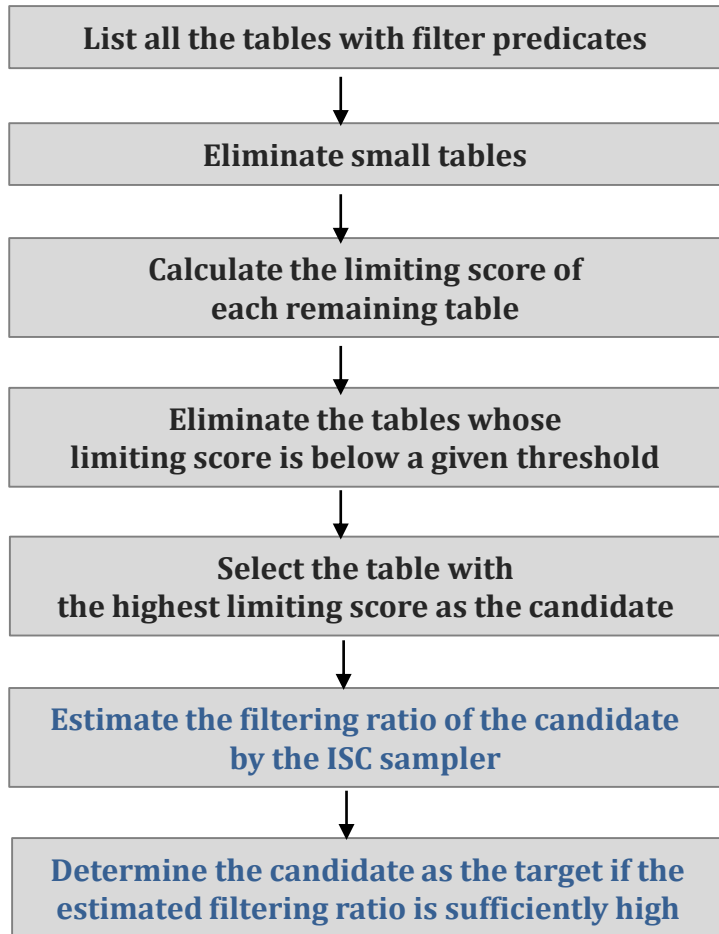 List all the tables with filter predicates
Eliminate small tables
Calculate the limiting score of
each remaining table
Eliminate the tables whose
limiting score is below a given threshold
Select the table with
the highest limiting score as the candidate
Estimate the filtering ratio of the candidate
by the ISC sampler
Determine the candidate as the target if the
estimated filtering ratio is sufficiently high